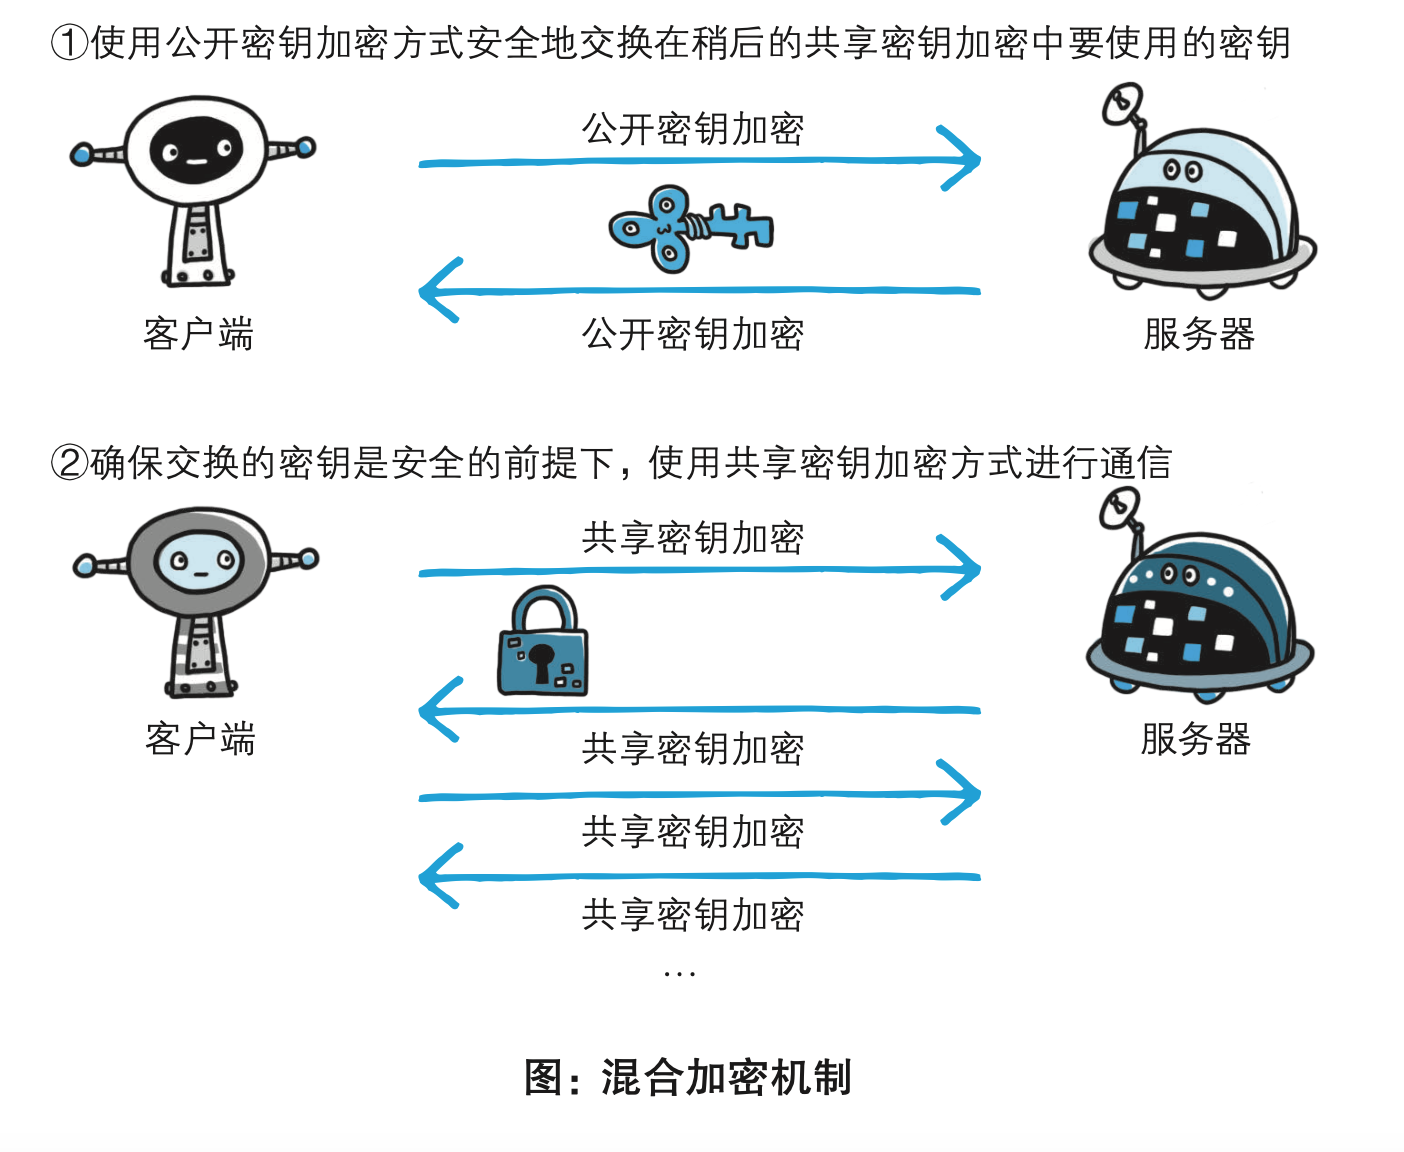 ①使用公开密钥加密方式安全地交换在稍后的共享密钥加密中要使用的密钥
公开密钥加密
公开密钥加密
客户端
服务器
②确保交换的密钥是安全的前提下，使用共享密钥加密方式进行通信
共享密钥加密
客户端
服务器
共享密钥加密
共享密钥加密
共享密钥加密
…
图：混合加密机制